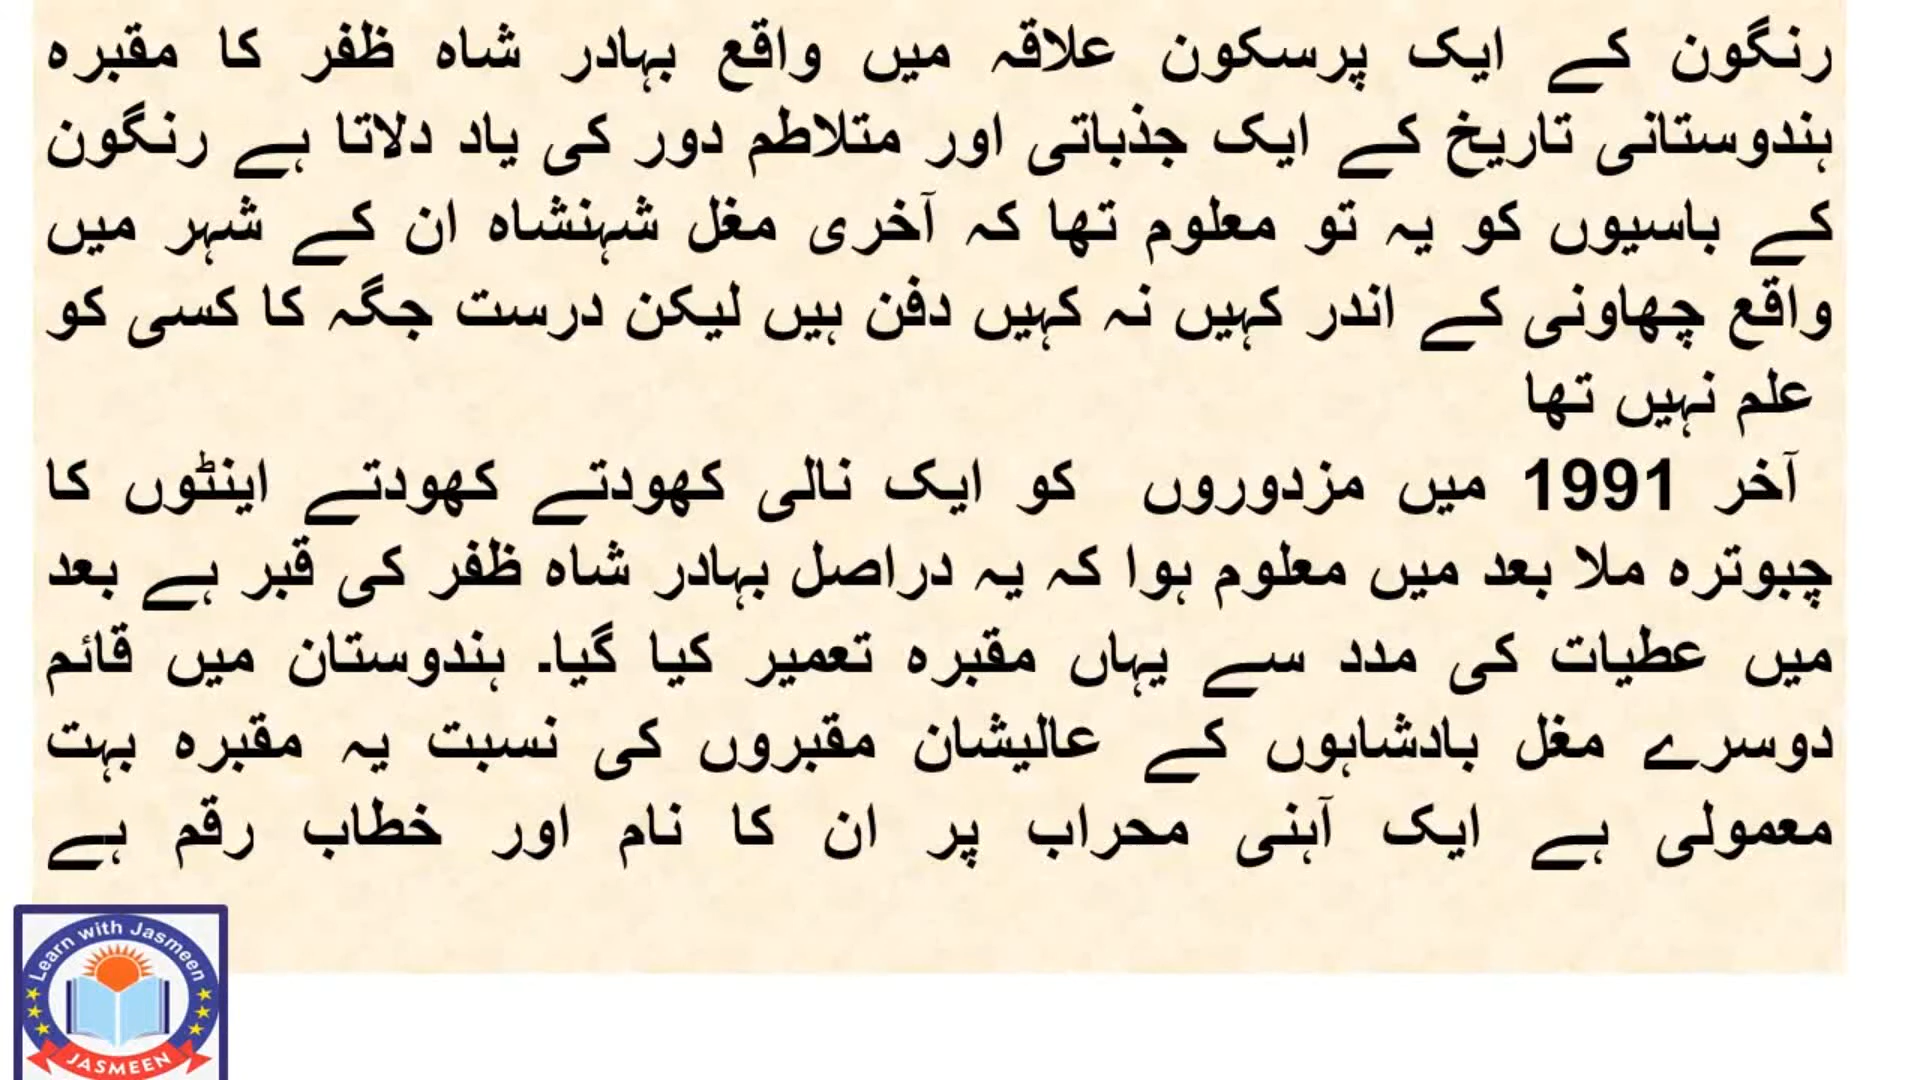 رنگون کے ایک پرسکون علاقہ میں واقع بہادر شاہ ظفر کا مقبرہ
ہندوستانی تاریخ کے ایک جذباتی اور متلاطم دور کی یاد دلاتا ہے رنگون
کے باسیوں کو یہ تو معلوم تھا کہ آخری مغل شہنشاہ ان کے شہر میں
واقع چھاونی کے اندر کہیں نہ کہیں دفن ہیں لیکن درست جگہ کا کسی کو
علم نہیں تھا
آخر 1991 میں مزدوروں کو ایک نالی کھودتے کھودتے اینٹوں کا
چبوترہ ملا بعد میں معلوم ہوا کہ یہ دراصل بہادر شاہ ظفر کی قبر ہے بعد
میں عطیات کی مدد سے یہاں مقبرہ تعمیر کیا گیا۔ ہندوستان میں قائم
دوسرے مغل بادشاہوں کے عالیشان مقبروں کی نسبت یہ مقبرہ بہت
معمولی ہے ایک آہنی محراب پر ان کا نام اور خطاب رقم ہے
Learn with Jasmeen
JASMEEN